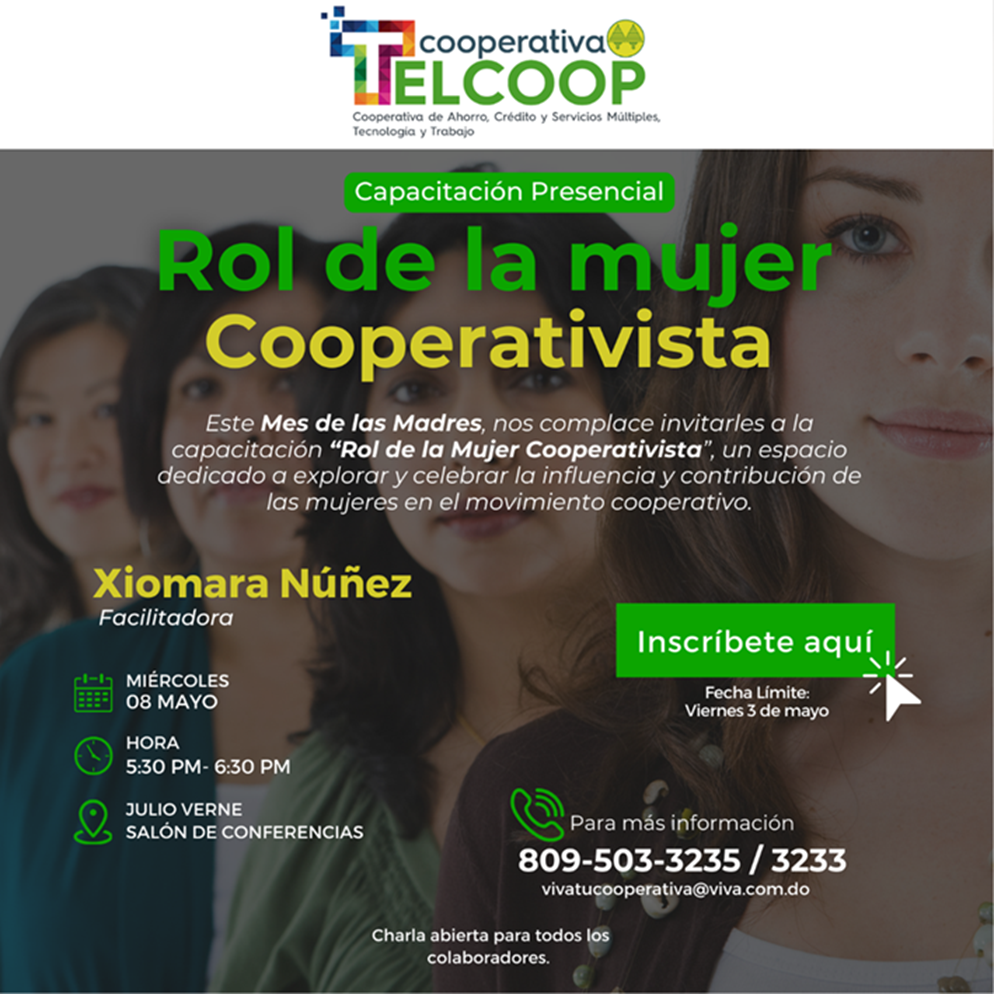 cooperativa
TELCOOP
Cooperativa de Ahorro, Crédito y Servicios Múltiples,
Tecnología y Trabajo
Capacitación Presencial
Rol de la mujer
Cooperativista
Este Mes de las Madres, nos complace invitarles a la
capacitación “Rol de la Mujer Cooperativista”, un espacio
dedicado a explorar y celebrar la influencia y contribución de
las mujeres en el movimiento cooperativo.
Xiomara Núñez
Facilitadora
MIÉRCOLES
08 MAYO
HORA
5:30 PM- 6:30 PM
JULIO VERNE
SALÓN DE CONFERENCIAS
Inscríbete aquí
Fecha Límite:
Viernes 3 de mayo
Para más información
809-503-3235 / 3233
vivatucooperativa@viva.com.do
Charla abierta para todos los
colaboradores.